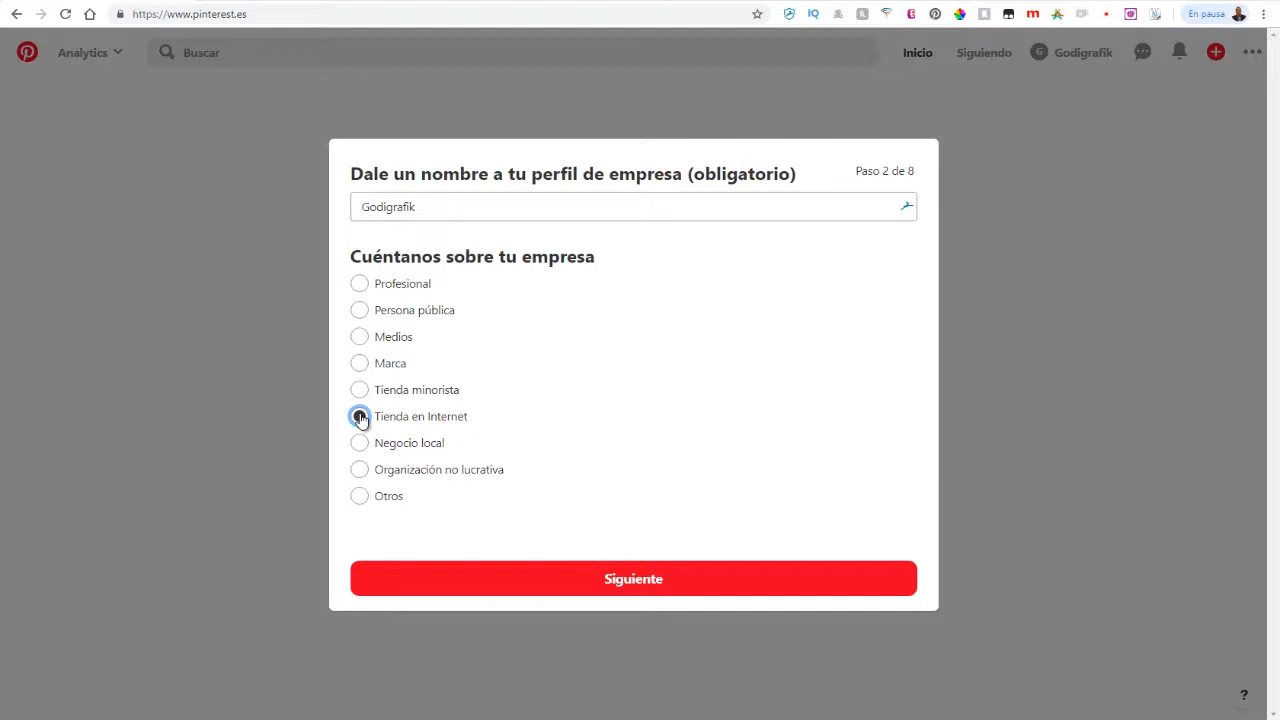 https://www.pinterest.es
IQ
En pausa
Analytics
Buscar
Inicio
Siguiendo
G
Godigrafik
Dale un nombre a tu perfil de empresa (obligatorio)
Paso 2 de 8
Godigrafik
Cuéntanos sobre tu empresa
Profesional
Persona pública
Medios
Marca
Tienda minorista
Tienda en Internet
Negocio local
Organización no lucrativa
Otros
Siguiente
?